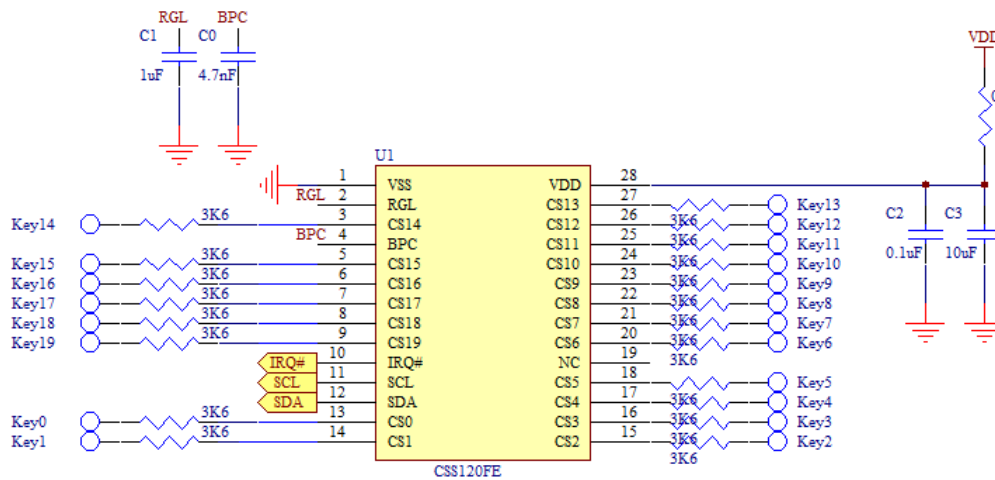 RGL BPC
C1 C0
1uF 4.7nF
VDD
U1
1 VSS VDD 28
RGL 2 RGL CS13 27 Key13
Key14 3K6 3 CS14 CS12 26 3K6 Key12
BPC 4 BPC CS11 25 3K6 Key11
Key15 3K6 5 CS15 CS10 24 3K6 Key10
Key16 3K6 6 CS16 CS9 23 3K6 Key9
Key17 3K6 7 CS17 CS8 22 3K6 Key8
Key18 3K6 8 CS18 CS7 21 3K6 Key7
Key19 3K6 9 CS19 CS6 20 3K6 Key6
IRQ# 10 IRQ# NC 19 3K6
SCL 11 SCL CS5 18 Key5
SDA 12 SDA CS4 17 3K6 Key4
Key0 3K6 13 CS0 CS3 16 3K6 Key3
Key1 3K6 14 CS1 CS2 15 3K6 Key2
3K6
CSS120FE
C2 C3
0.1uF 10uF